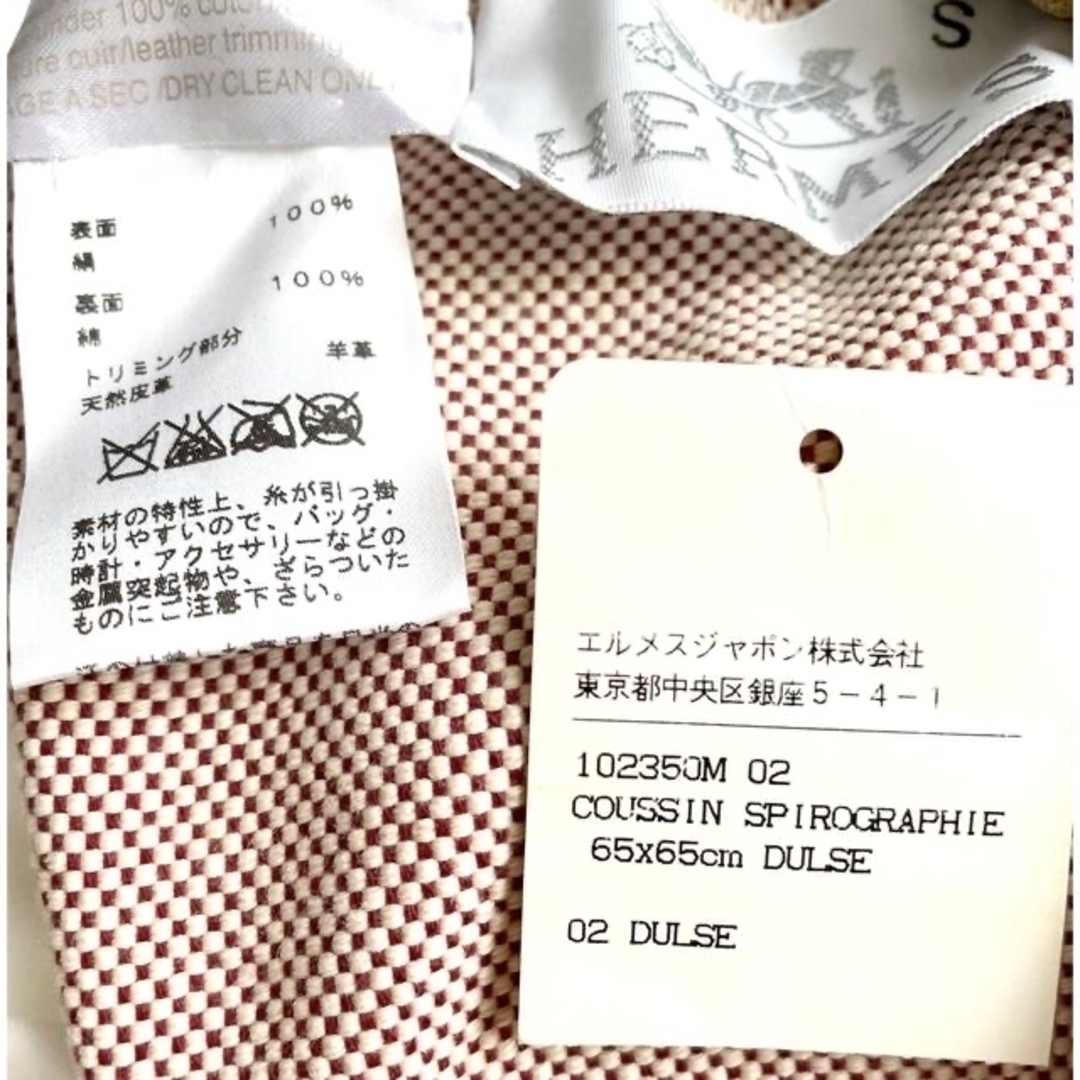 under 100% coton/
cuir/leather trimming
A SEC /DRY CLEAN ONLY
HERMES
S
表面 100%
絹
裏面 100%
綿
トリミング部分
天然皮革 羊革
素材の特性上、糸が引っ掛
かりやすいので、バッグ・
時計・アクセサリーなどの
金属突起物や、ざらついた
ものにご注意下さい。
エルメスジャポン株式会社
東京都中央区銀座5-4-1
102350M 02
COUSSIN SPIROGRAPHIE
65x65cm DULSE
02 DULSE